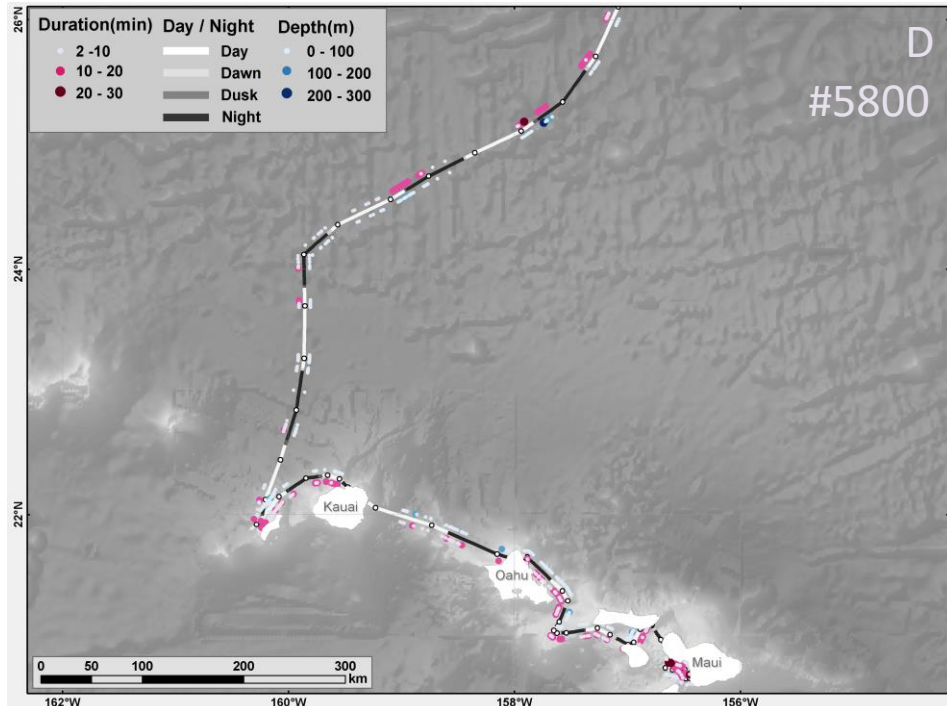 26°N
24°N
22°N
Duration(min)
2 -10
10 - 20
20 - 30
Day / Night
Day
Dawn
Dusk
Night
Depth(m)
0 - 100
100 - 200
200 - 300
D
#5800
Kauai
Oahu
Maui
0 50 100 200 300
km
162°W 160°W 158°W 156°W